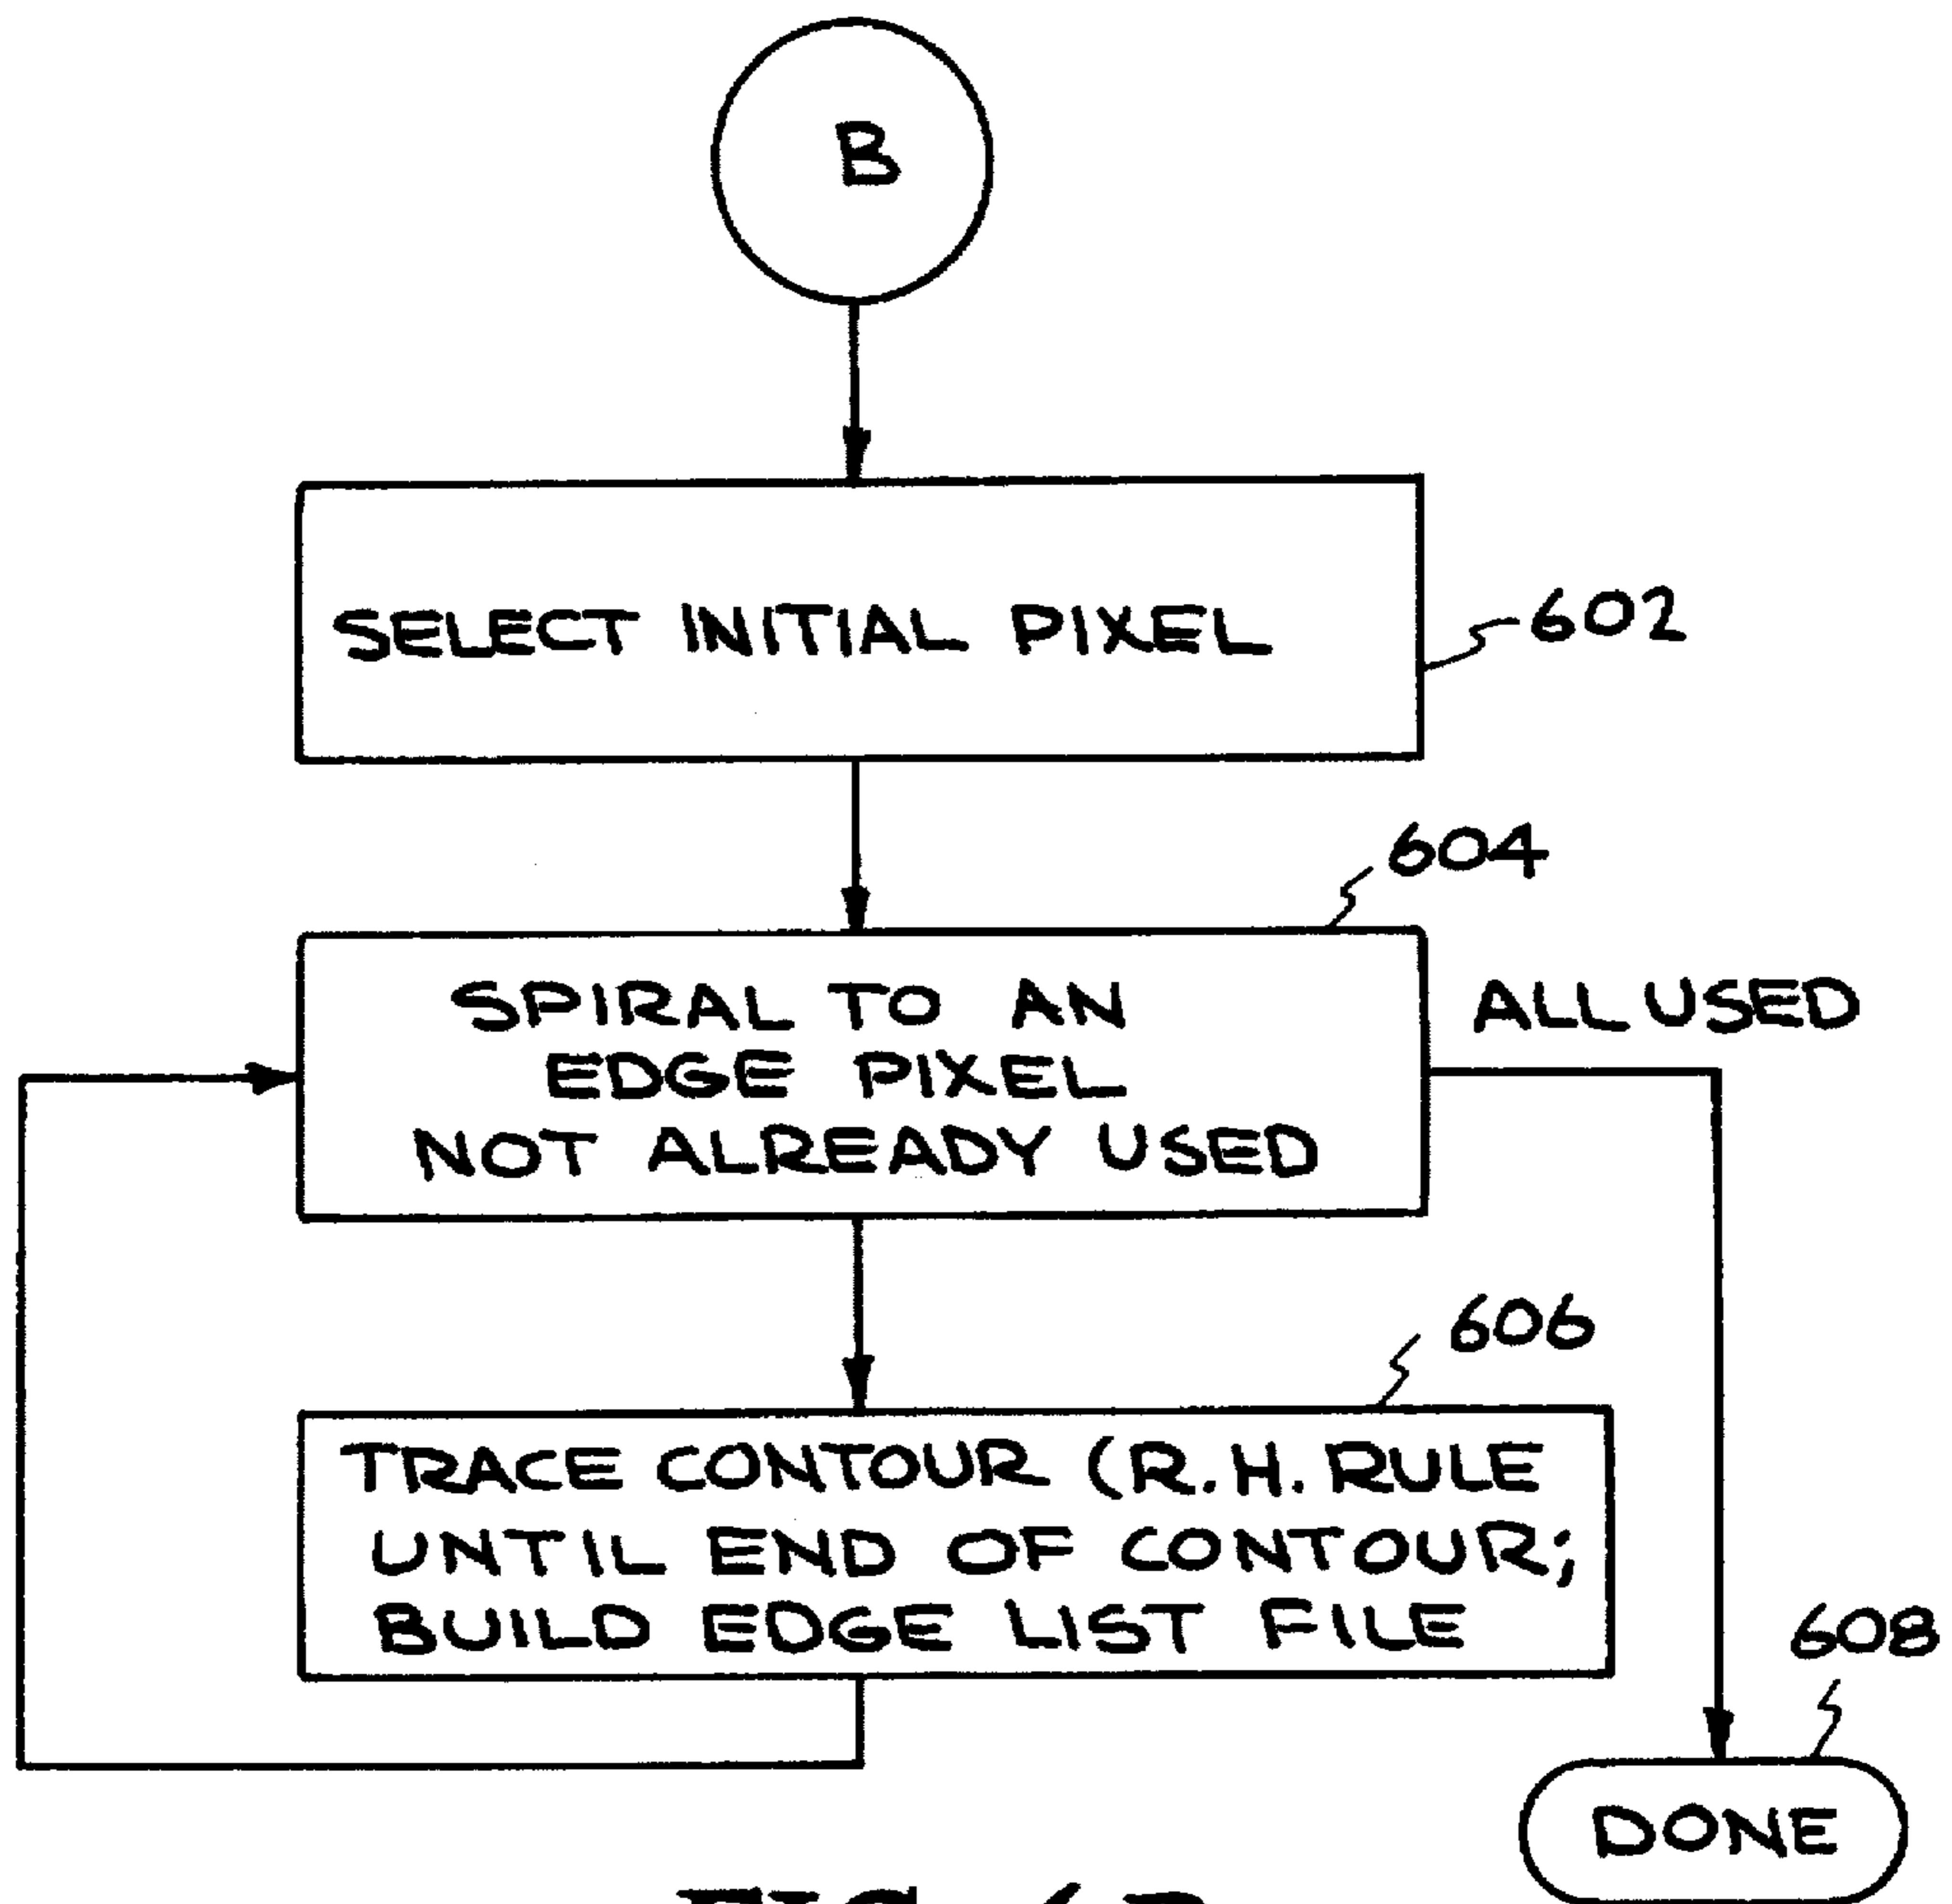 B
SELECT INITIAL PIXEL
602
604
SPIRAL TO AN
EDGE PIXEL
NOT ALREADY USED
ALL USED
606
TRACE CONTOUR (R.H. RULE
UNTIL END OF CONTOUR;
BUILD EDGE LIST FILE
608
DONE